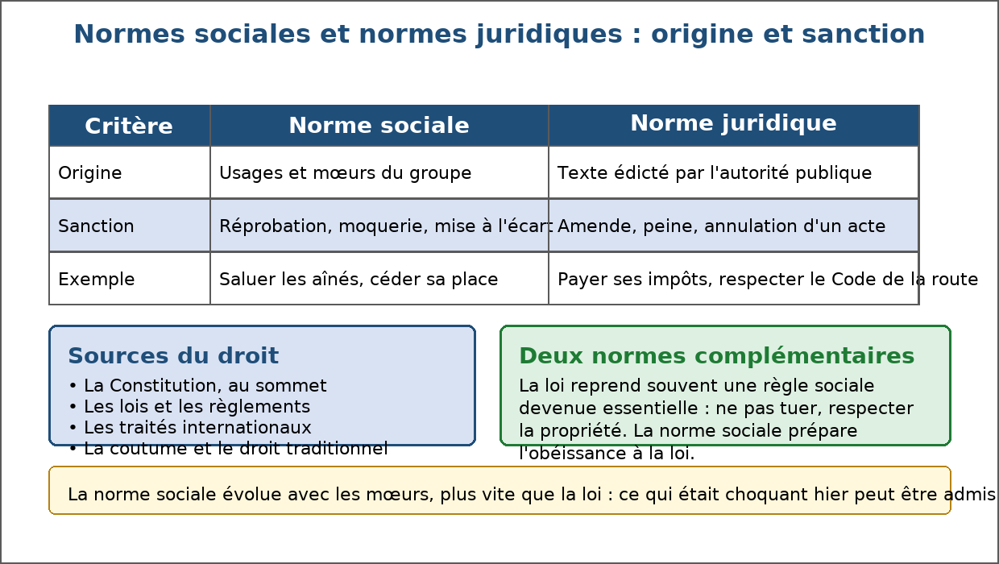 Normes sociales et normes juridiques : origine et sanction
Critère Norme sociale Norme juridique
Origine Usages et mœurs du groupe Texte édicté par l'autorité publique
Sanction Réprobation, moquerie, mise à l'écart Amende, peine, annulation d'un acte
Exemple Saluer les aînés, céder sa place Payer ses impôts, respecter le Code de la route
Sources du droit
• La Constitution, au sommet
• Les lois et les règlements
• Les traités internationaux
• La coutume et le droit traditionnel
Deux normes complémentaires
La loi reprend souvent une règle sociale
devenue essentielle : ne pas tuer, respecter
la propriété. La norme sociale prépare
l'obéissance à la loi.
La norme sociale évolue avec les mœurs, plus vite que la loi : ce qui était choquant hier peut être admis